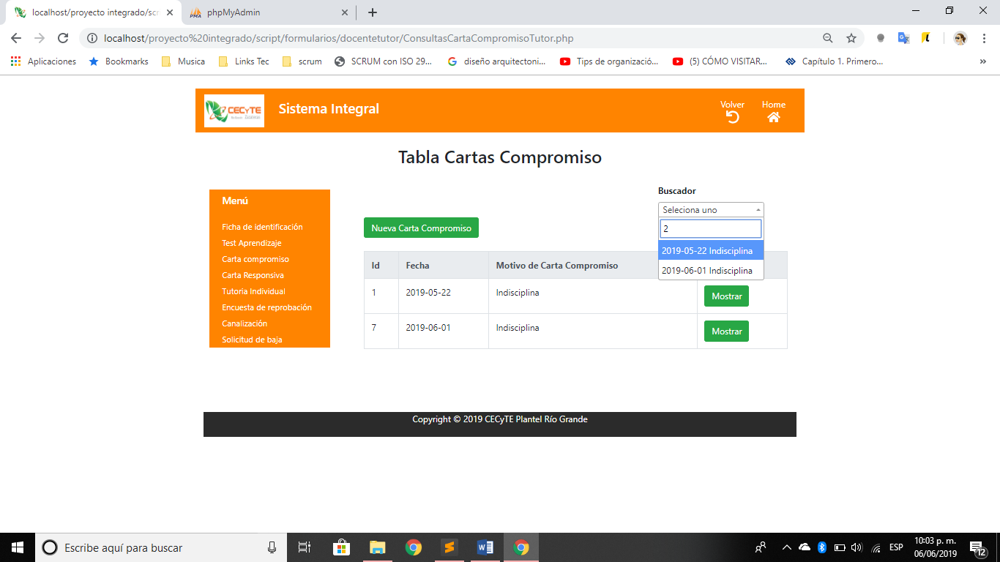 localhost/proyecto integrado/scr
phpMyAdmin
localhost/proyecto%20integrado/script/formularios/docentetutor/ConsultasCartaCompromisoTutor.php
Aplicaciones
Bookmarks
Musica
Links Tec
scrum
SCRUM con ISO 29...
diseño arquitectoni...
Tips de organizació...
(5) CÓMO VISITAR...
Capítulo 1. Primero...
»
CECyTE
Sistema Integral
Volver
Home
Tabla Cartas Compromiso
Menú
Ficha de identificación
Test Aprendizaje
Carta compromiso
Carta Responsiva
Tutoria Individual
Encuesta de reprobación
Canalización
Solicitud de baja
Buscador
Seleciona uno
2
2019-05-22 Indisciplina
2019-06-01 Indisciplina
Nueva Carta Compromiso
Id Fecha Motivo de Carta Compromiso
1 2019-05-22 Indisciplina Mostrar
7 2019-06-01 Indisciplina Mostrar
Copyright © 2019 CECyTE Plantel Río Grande
Escribe aquí para buscar
ESP
10:03 p. m.
06/06/2019
12